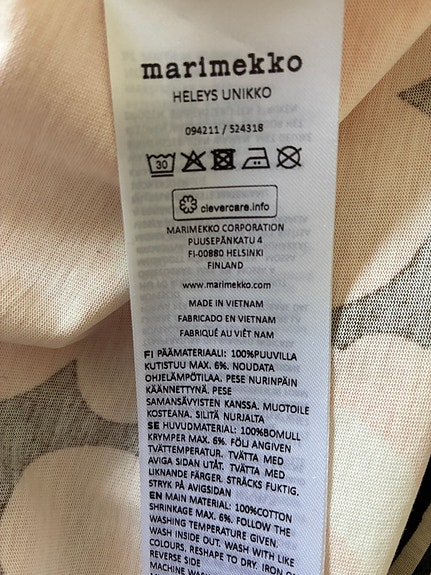 marimekko
HELEYS UNIKKO
094211 / 524318
30
clevercare.info
MARIMEKKO CORPORATION
PUUSEPÄNKATU 4
FI-00880 HELSINKI
FINLAND
www.marimekko.com
MADE IN VIETNAM
FABRICADO EN VIETNAM
FABRIQUÉ AU VIÊT NAM
FI PÄÄMATERIAALI: 100%PUUVILLA
KUTISTUU MAX. 6%. NOUDATA
OHJELÄMPÖTILAA. PESE NURINPÄIN
KÄÄNNETTYNÄ. PESE
SAMANSÄVYISTEN KANSSA. MUOTOILE
KOSTEANA. SILITÄ NURJALTA
SE HUVUDMATERIAL: 100%BOMULL
KRYMPER MAX. 6%. FÖLJ ANGIVEN
TVÄTTEMPERATUR. TVÄTTA MED
AVIGA SIDAN UTÅT. TVÄTTA MED
LIKNANDE FÄRGER. STRÄCKS FUKTIG.
STRYK PÅ AVIGSIDAN
EN MAIN MATERIAL: 100%COTTON
SHRINKAGE MAX. 6%. FOLLOW THE
WASHING TEMPERATURE GIVEN.
WASH INSIDE OUT. WASH WITH LIKE
COLOURS. RESHAPE TO DRY. IRON ON
REVERSE SIDE
MACHINE WASH